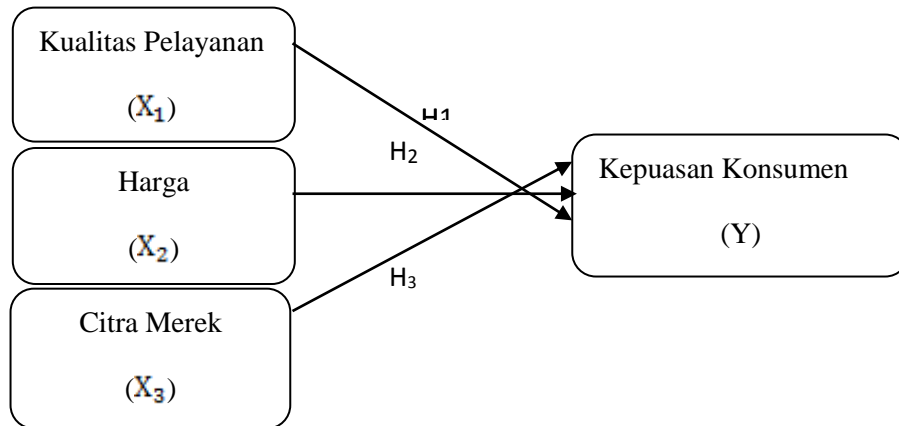 Kualitas Pelayanan
(X₁)
H1
H₂
Harga
(X₂)
Kepuasan Konsumen
(Y)
H₃
Citra Merek
(X₃)